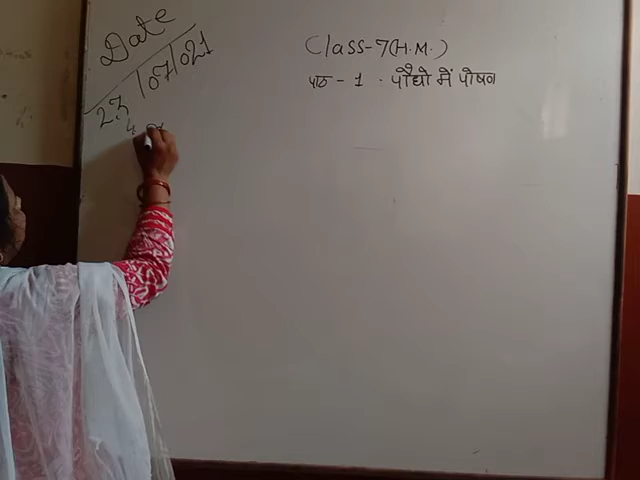 Date
23/07/021
Class-7(H.M.)
पाठ - 1 . पौधो में पोषण